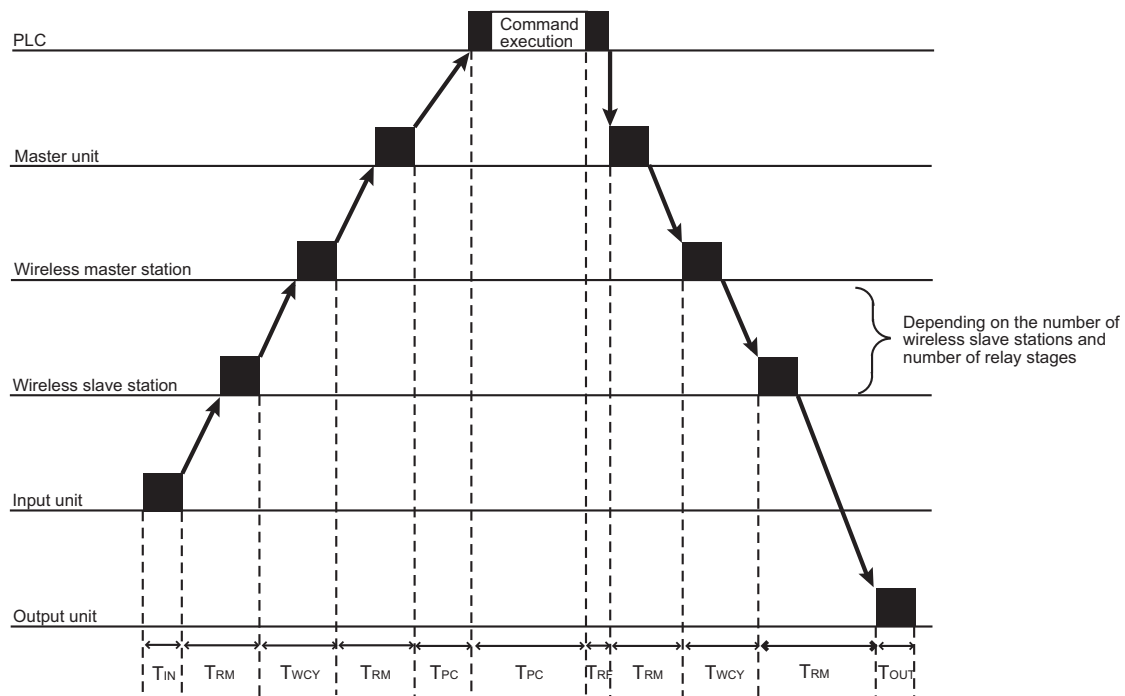 Command
execution
PLC
Master unit
Wireless master station
Depending on the number of
wireless slave stations and
number of relay stages
Wireless slave station
Input unit
Output unit
TIN TRM TWCY TRM TPC TPC TRF TRM TWCY TRM TOUT